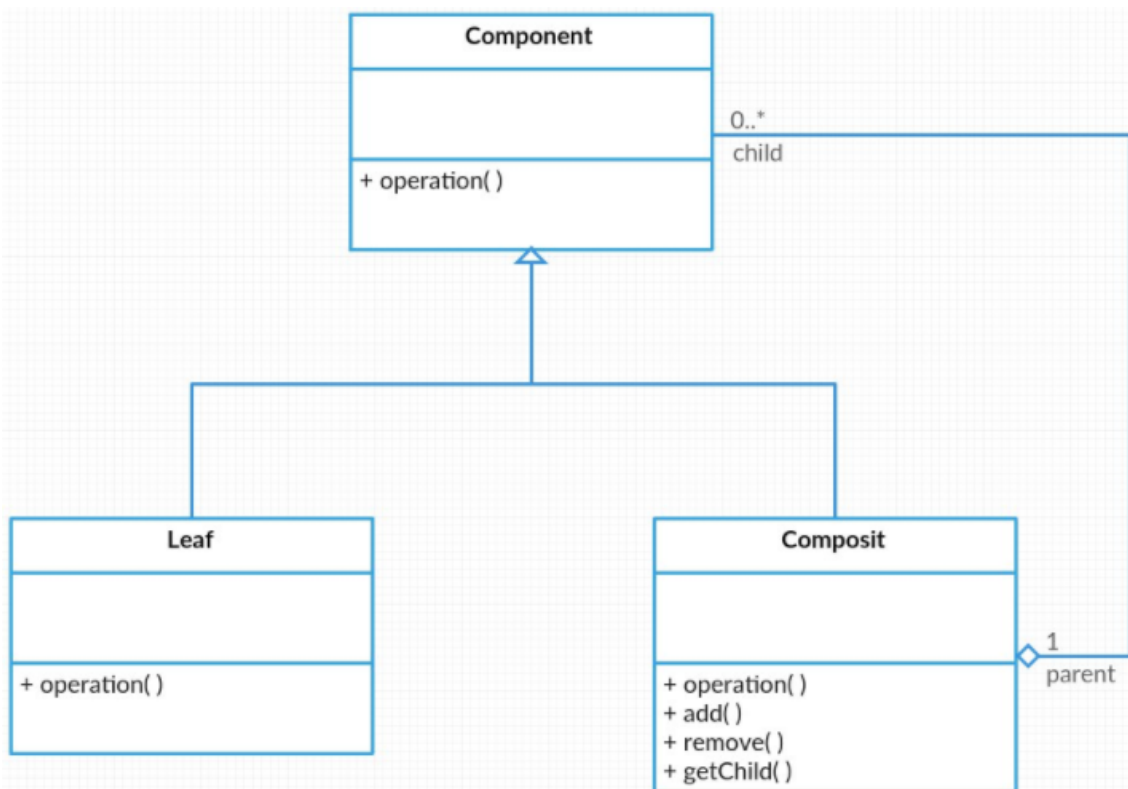 Component
0..*
child
+ operation( )
Leaf
+ operation( )
Composit
1
parent
+ operation( )
+ add( )
+ remove( )
+ getChild( )